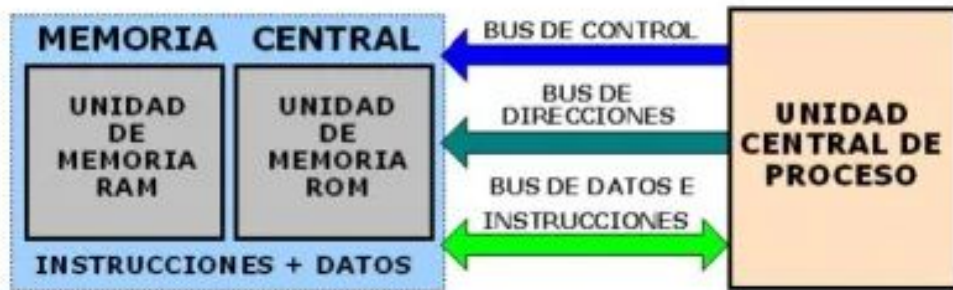 MEMORIA CENTRAL
UNIDAD
DE
MEMORIA
RAM
UNIDAD
DE
MEMORIA
ROM
INSTRUCCIONES + DATOS
BUS DE CONTROL
BUS DE
DIRECCIONES
BUS DE DATOS E
INSTRUCCIONES
UNIDAD
CENTRAL DE
PROCESO